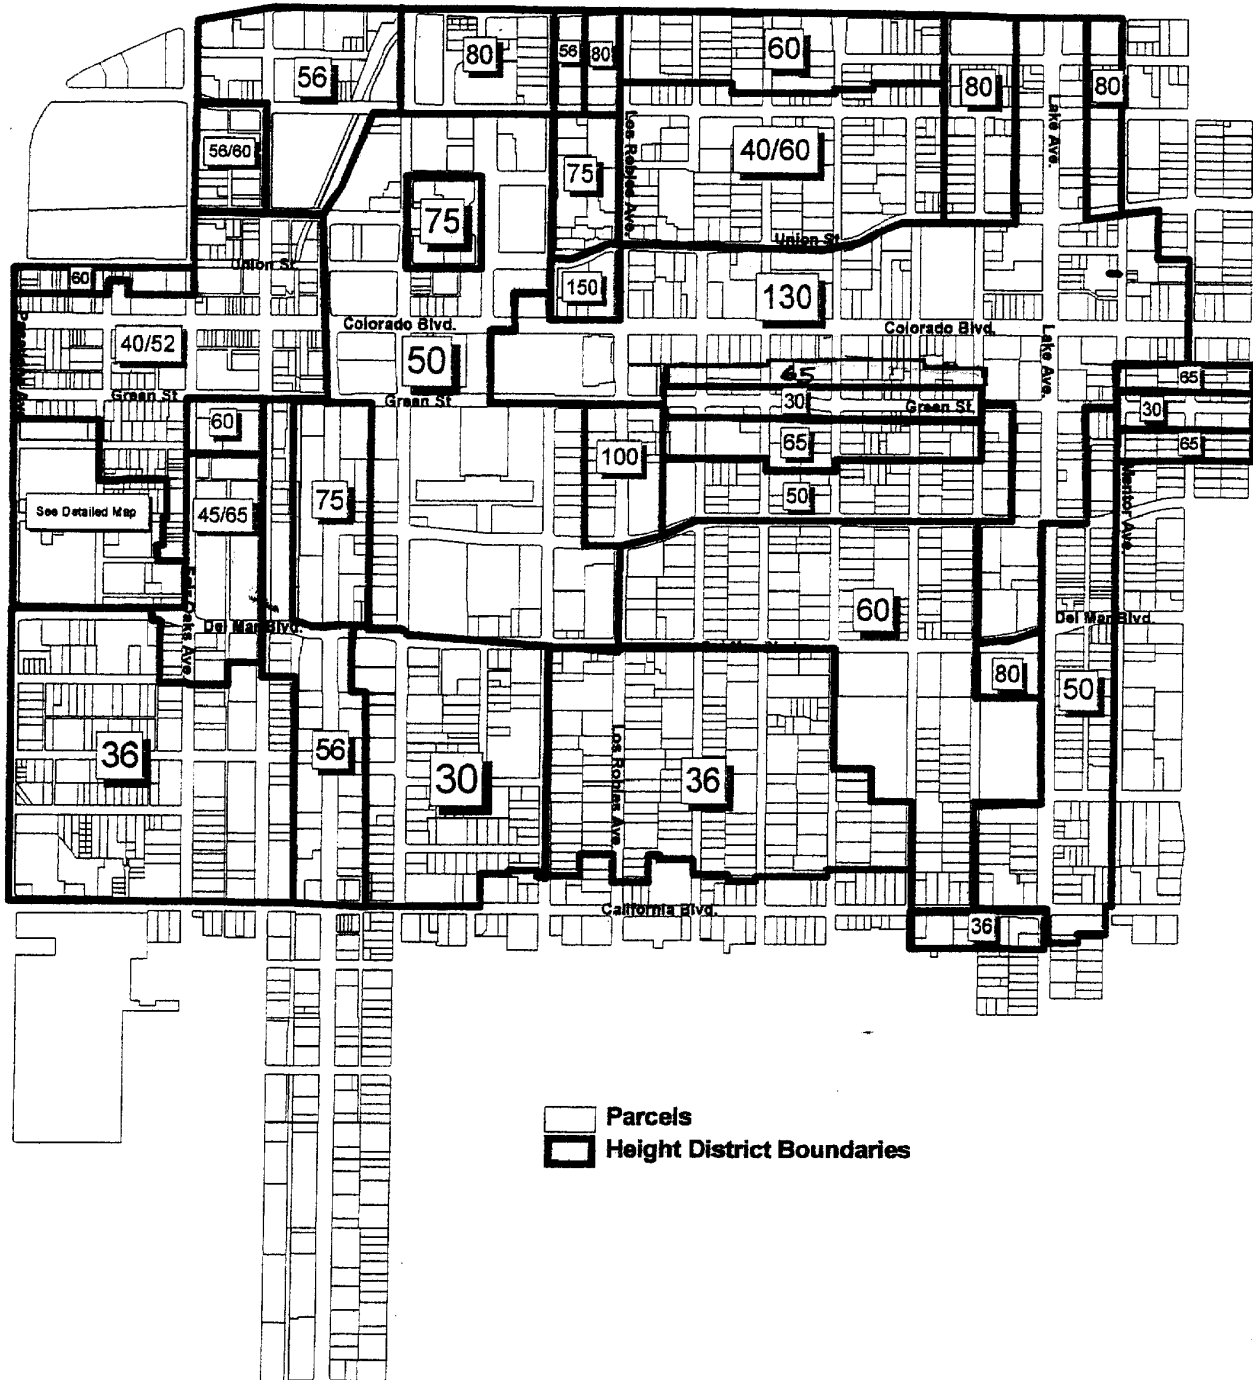 80
56
80
60
56
80
80
Lake Ave.
56/60
75
Los Robles Ave.
40/60
75
Union St.
Union St.
60
150
130
Colorado Blvd.
Colorado Blvd.
40/52
50
Lake Ave.
65
65
Green St
Green St
30
Green St.
30
60
65
65
100
75
50
See Detailed Map
45/65
Mentor Ave.
60
Del Mar Blvd.
Del Mar Blvd.
80
50
36
56
30
Los Robles Ave.
36
California Blvd.
36
Parcels
Height District Boundaries